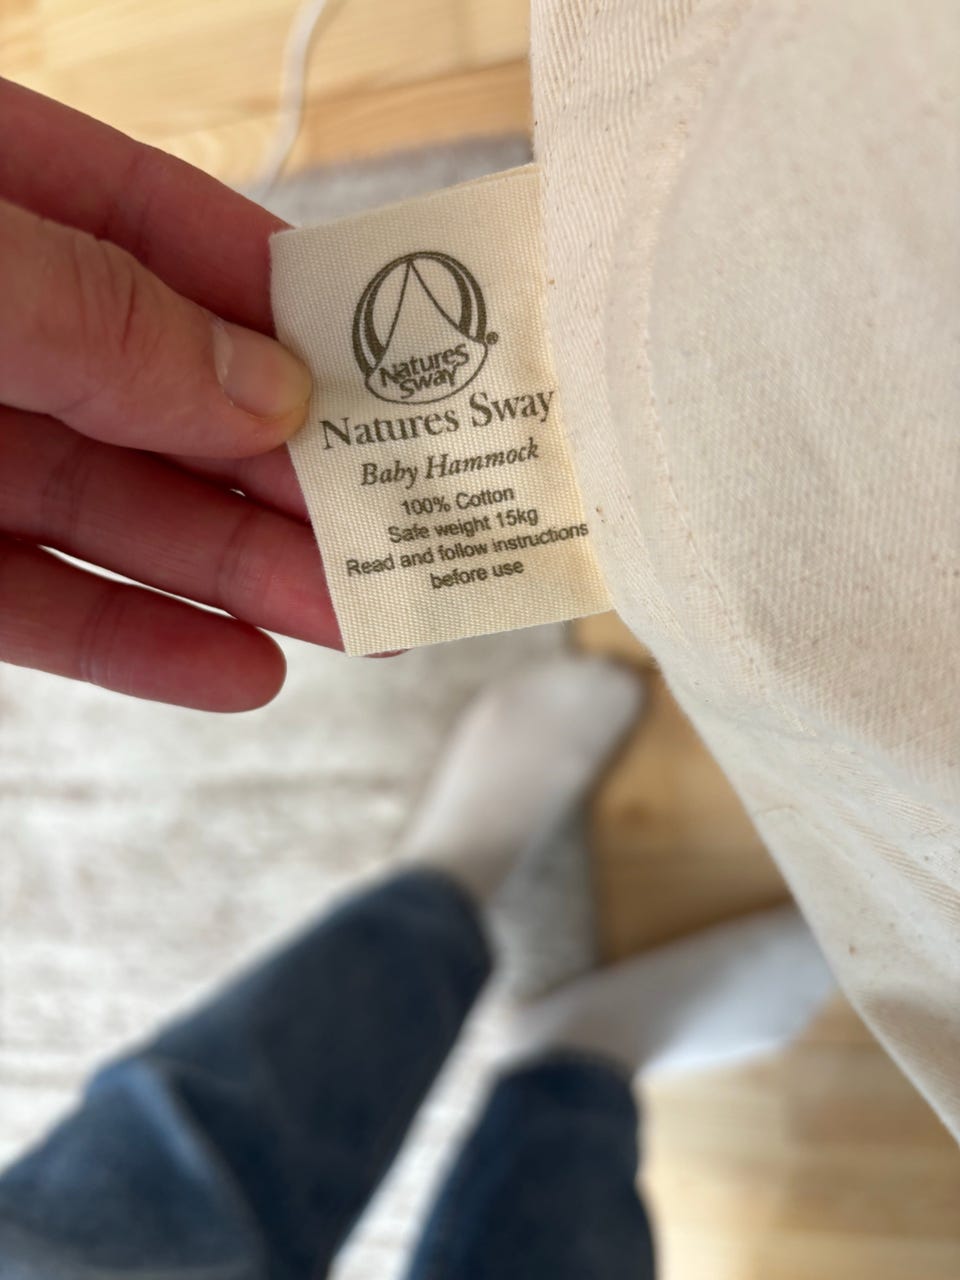 Natures
Sway
®
Natures Sway
Baby Hammock
100% Cotton
Safe weight 15kg
Read and follow instructions
before use